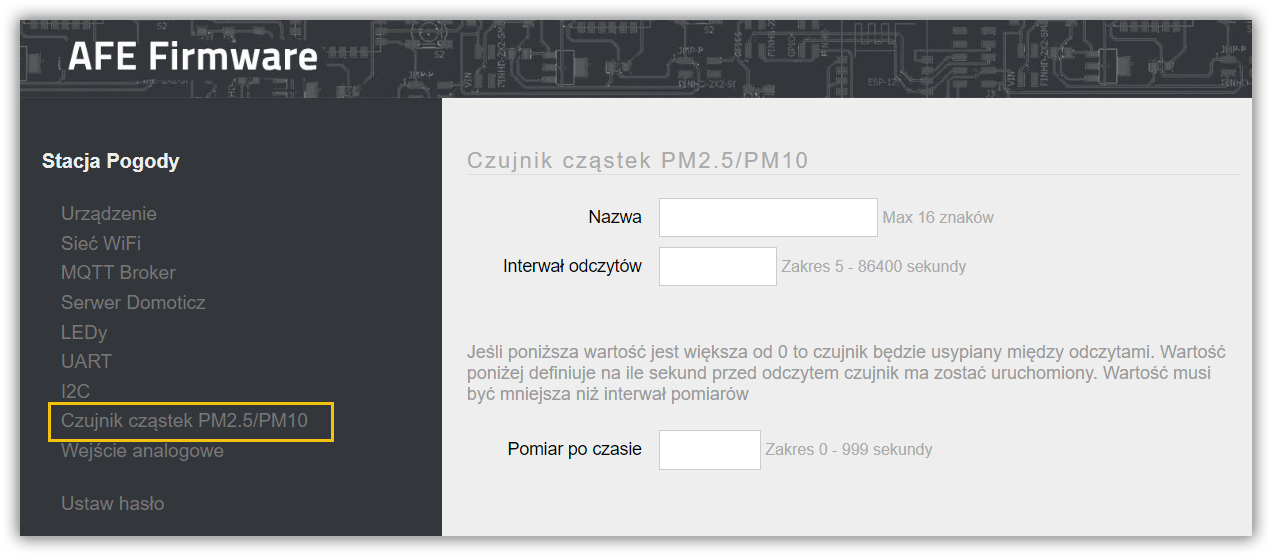 AFE Firmware
Stacja Pogody
Urządzenie
Sieć WiFi
MQTT Broker
Serwer Domoticz
LEDy
UART
I2C
Czujnik cząstek PM2.5/PM10
Wejście analogowe
Ustaw hasło
Czujnik cząstek PM2.5/PM10
Nazwa Max 16 znaków
Interwał odczytów Zakres 5 - 86400 sekundy
Jeśli poniższa wartość jest większa od 0 to czujnik będzie usypiany między odczytami. Wartość
poniżej definiuje na ile sekund przed odczytem czujnik ma zostać uruchomiony. Wartość musi
być mniejsza niż interwał pomiarów
Pomiar po czasie Zakres 0 - 999 sekundy